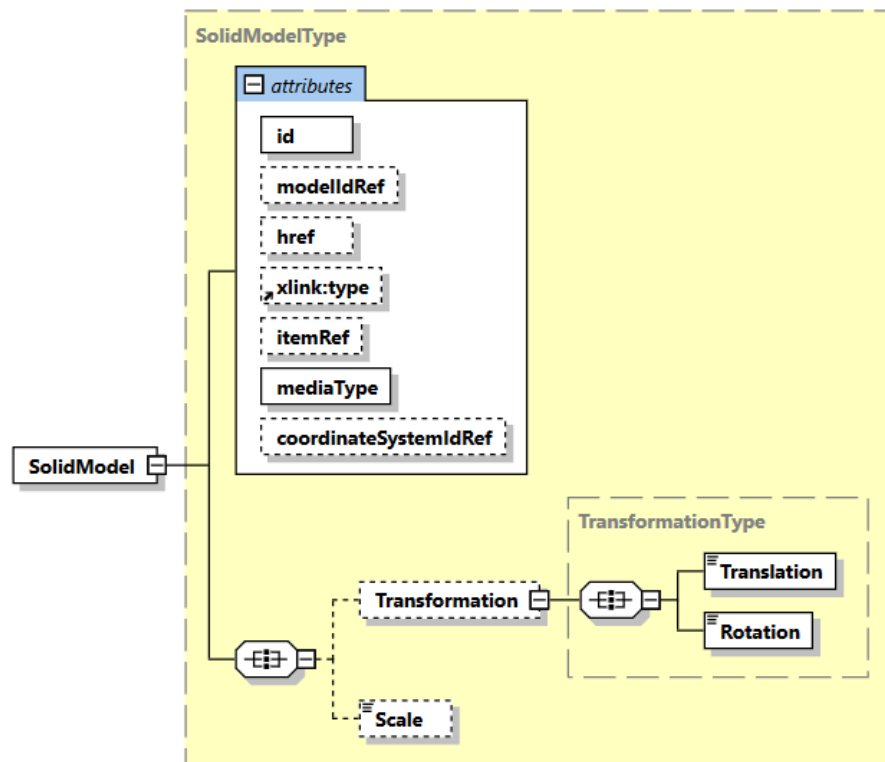 SolidModelType
attributes
id
modelIdRef
href
xlink:type
itemRef
mediaType
coordinateSystemIdRef
SolidModel
TransformationType
Transformation
Translation
Rotation
Scale